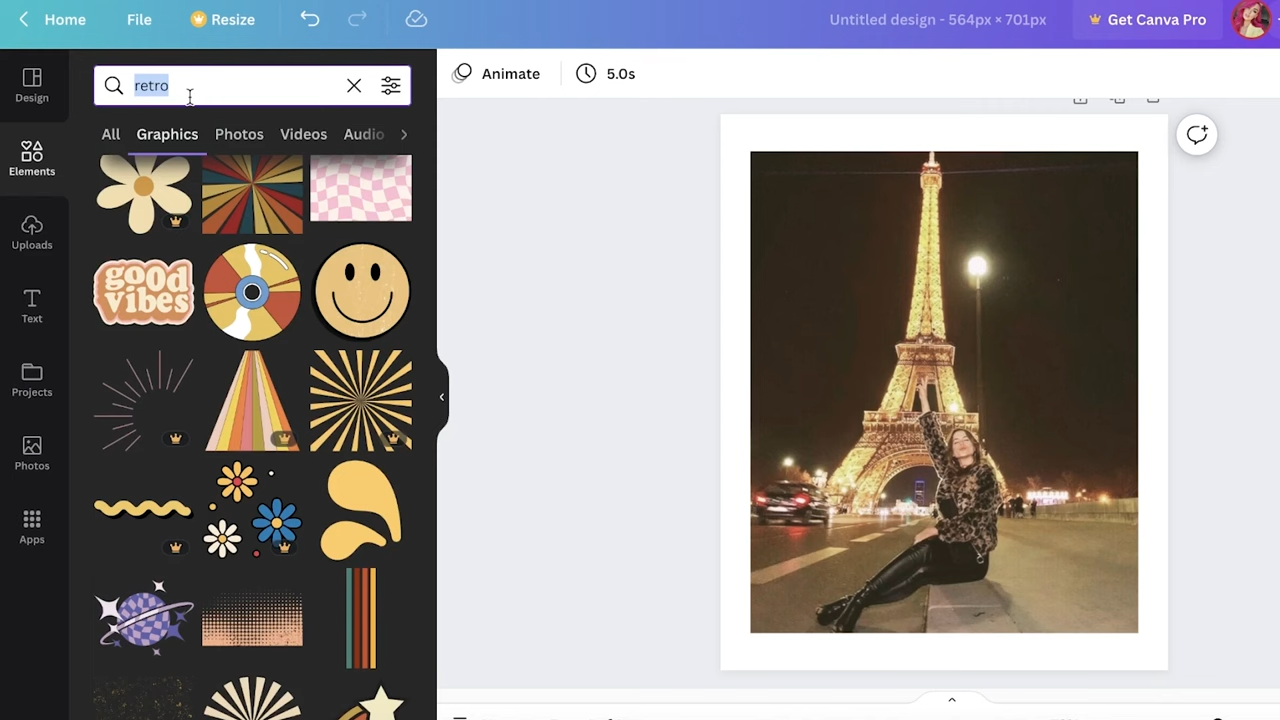 Home File Resize Untitled design - 564px × 701px Get Canva Pro
retro
Animate 5.0s
Design
All Graphics Photos Videos Audio
Elements
Uploads
good
vibes
Text
Projects
Photos
Apps